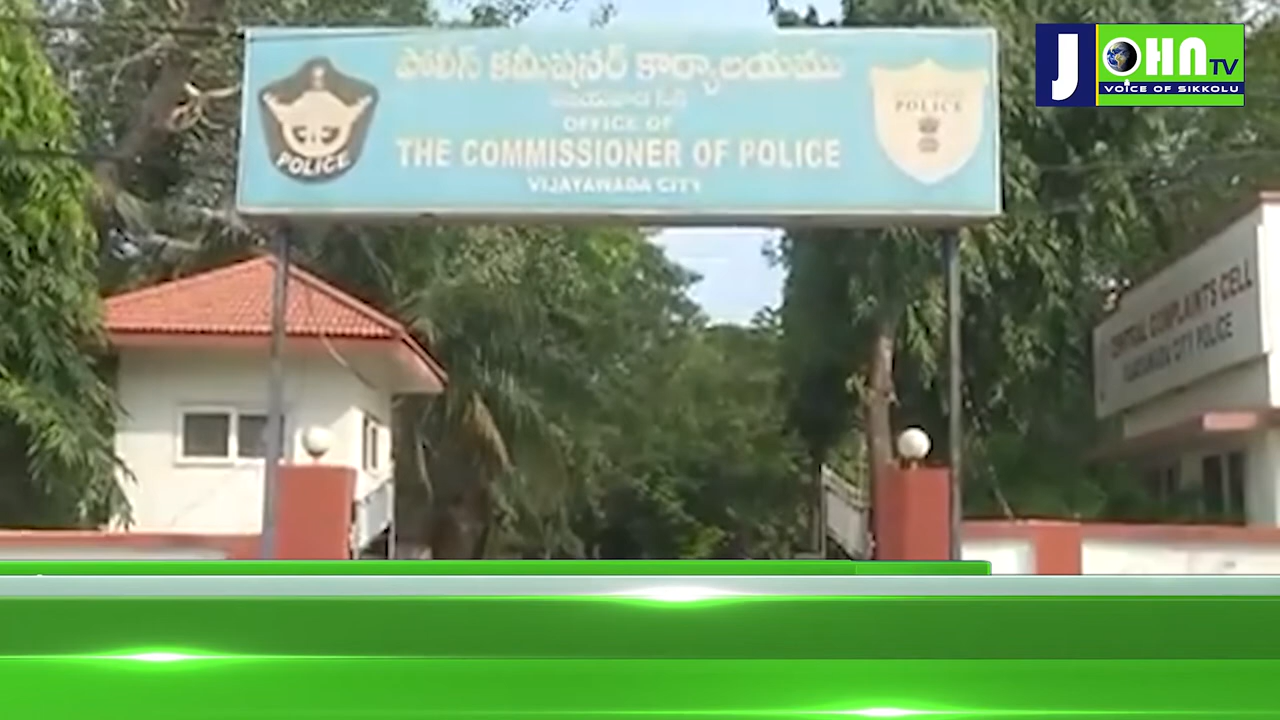 పోలీస్ కమీషనర్ కార్యాలయము
OFFICE OF
THE COMMISSIONER OF POLICE
VIJAYAWADA CITY
POLICE
POLICE
CENTRAL COMPLAINTS CELL
VIJAYAWADA CITY POLICE
JOHN TV
VOICE OF SIKKOLU